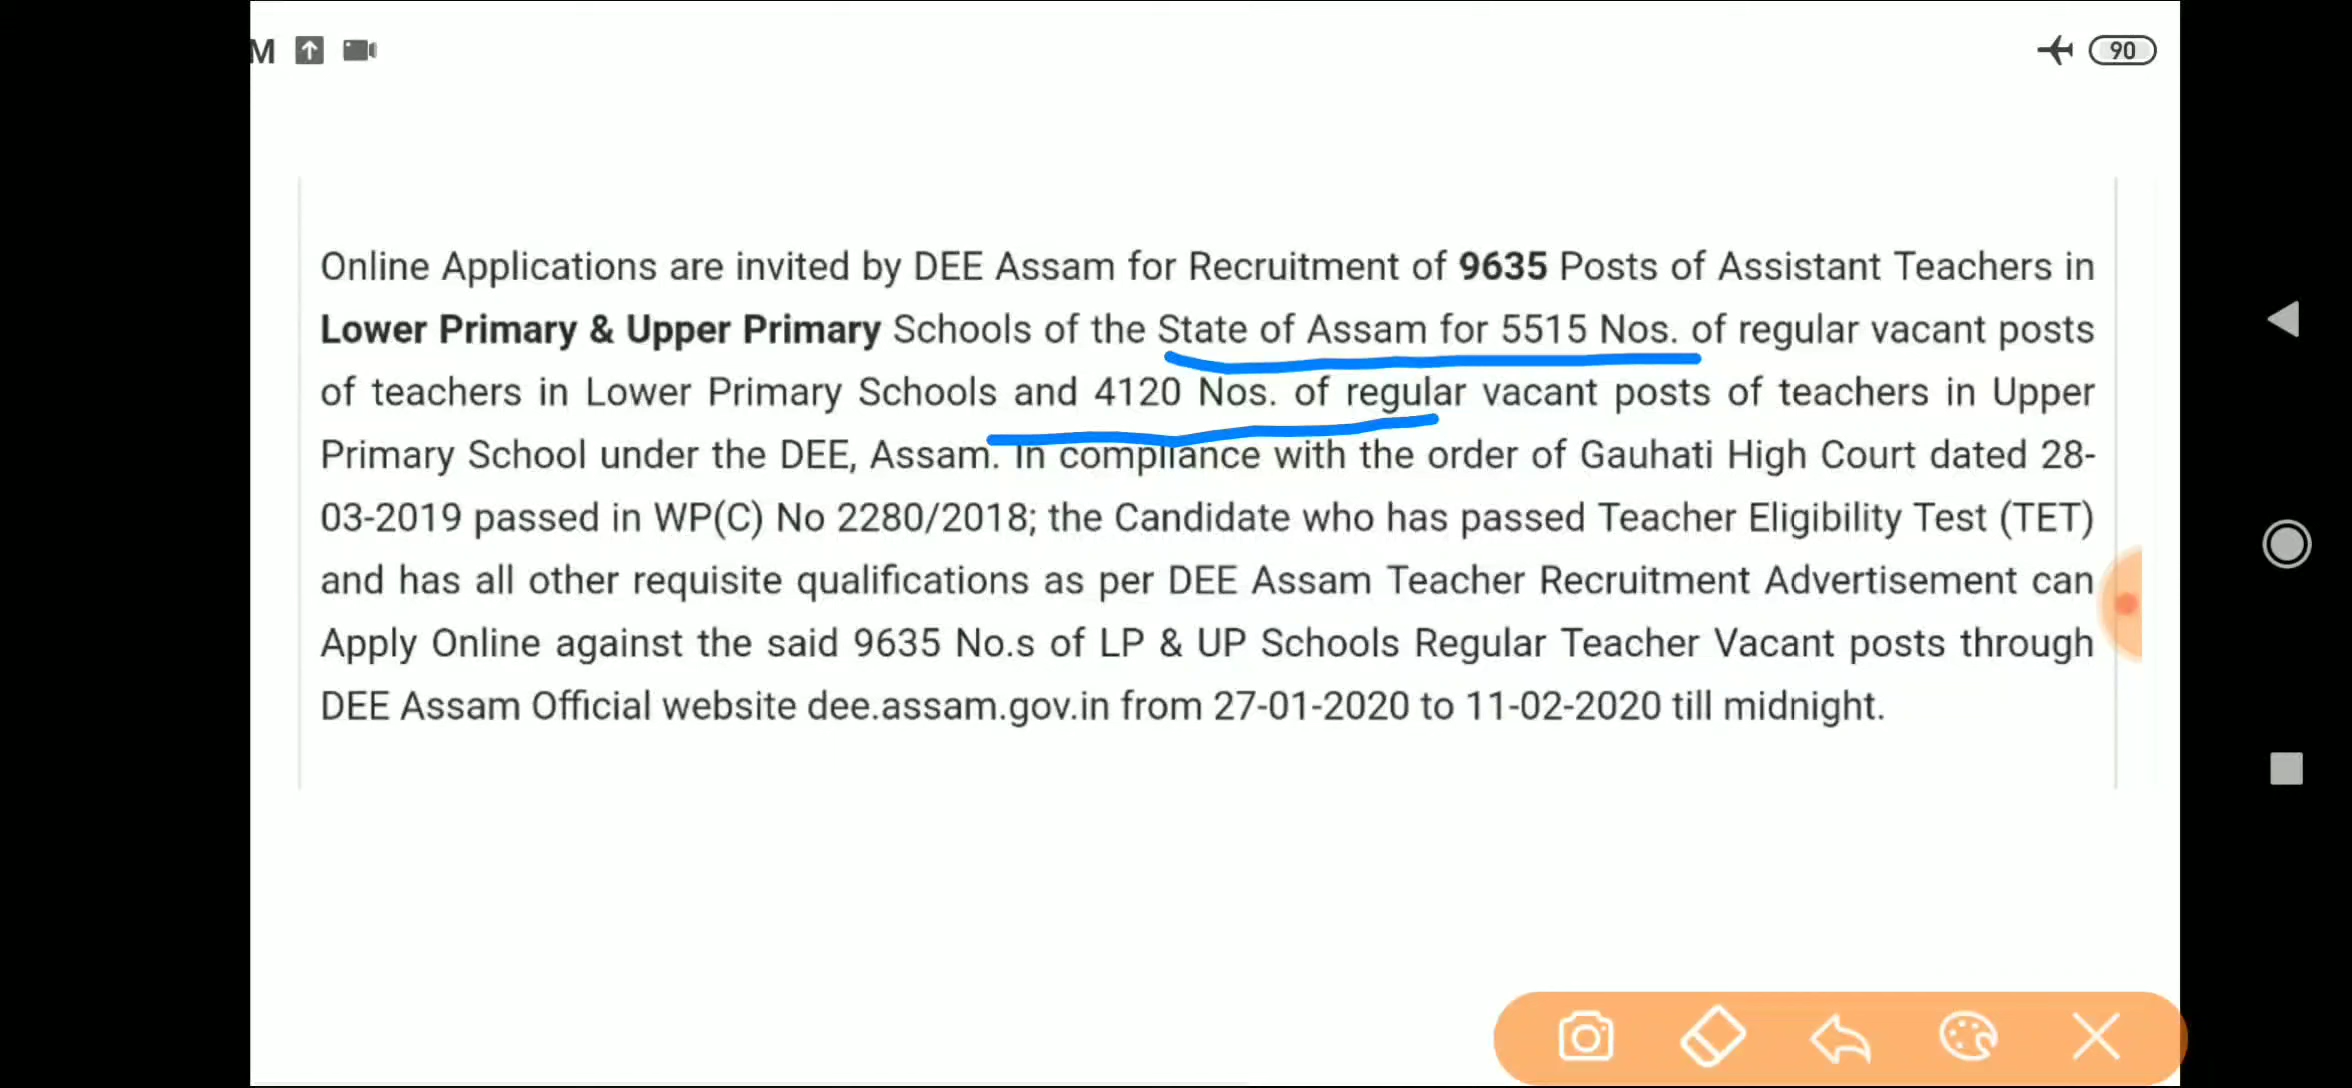 M
90
Online Applications are invited by DEE Assam for Recruitment of 9635 Posts of Assistant Teachers in
Lower Primary & Upper Primary Schools of the State of Assam for 5515 Nos. of regular vacant posts
of teachers in Lower Primary Schools and 4120 Nos. of regular vacant posts of teachers in Upper
Primary School under the DEE, Assam. In compliance with the order of Gauhati High Court dated 28-
03-2019 passed in WP(C) No 2280/2018; the Candidate who has passed Teacher Eligibility Test (TET)
and has all other requisite qualifications as per DEE Assam Teacher Recruitment Advertisement can
Apply Online against the said 9635 No.s of LP & UP Schools Regular Teacher Vacant posts through
DEE Assam Official website dee.assam.gov.in from 27-01-2020 to 11-02-2020 till midnight.